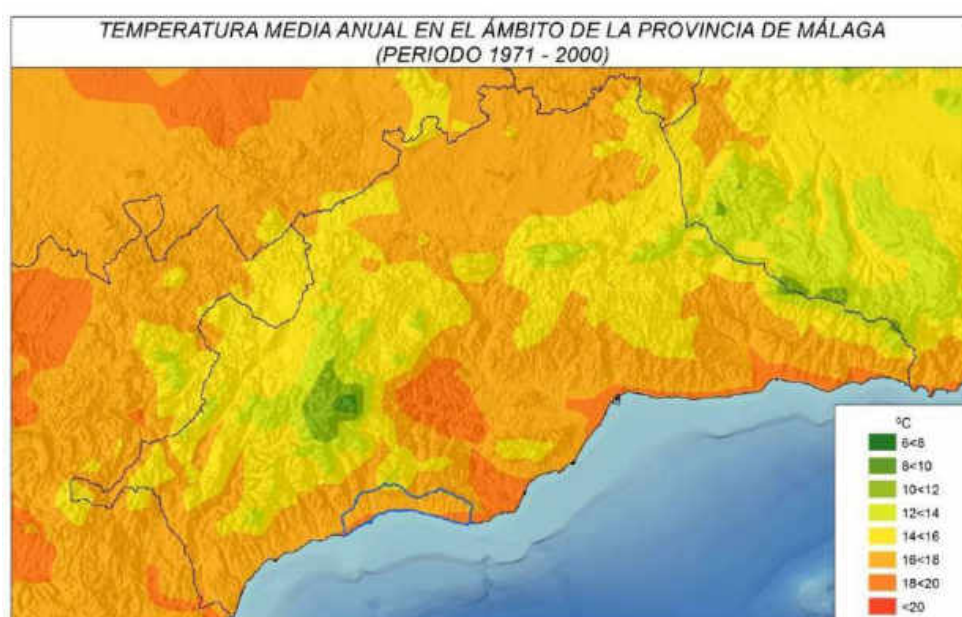 TEMPERATURA MEDIA ANUAL EN EL ÁMBITO DE LA PROVINCIA DE MÁLAGA
(PERIODO 1971 - 2000)
ºC
6<8
8<10
10<12
12<14
14<16
16<18
18<20
<20